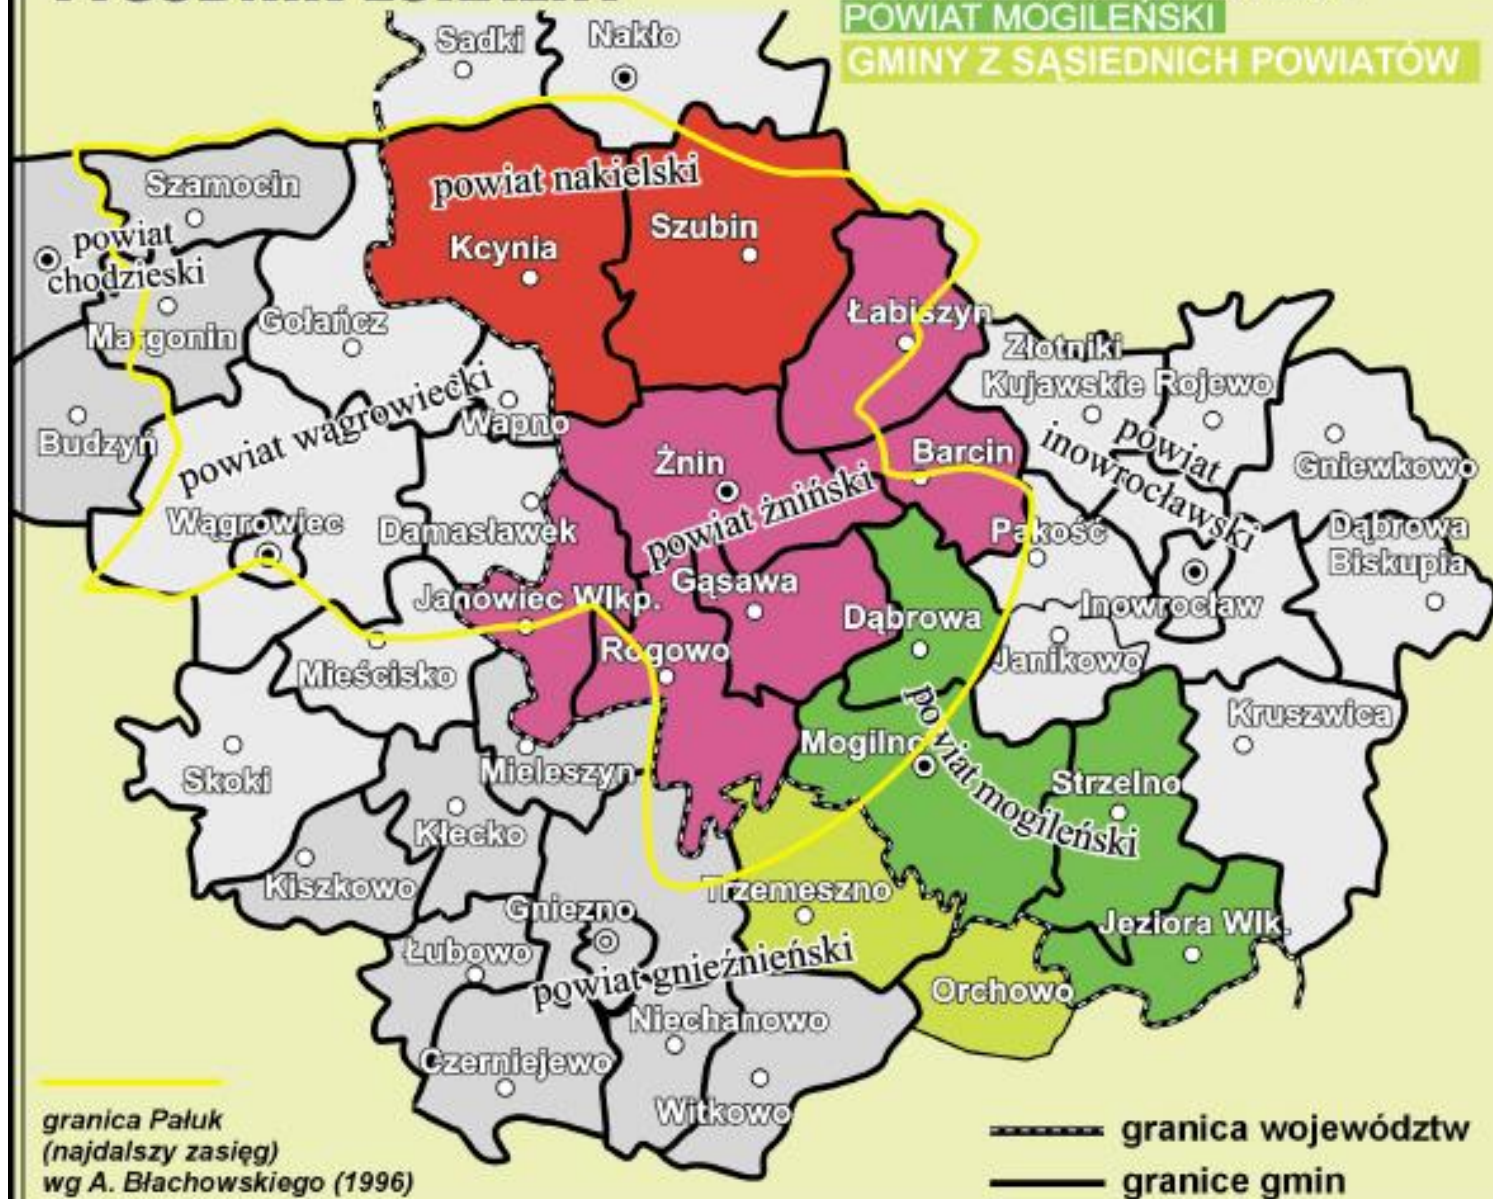 POWIAT MOGILEŃSKI
GMINY Z SĄSIEDNICH POWIATÓW
Sadki
Nakło
powiat nakielski
Szamocin
Kcynia
Szubin
powiat
chodzieski
Margonin
Gołańcz
Łabiszyn
Złotniki
Kujawskie
Rojewo
Budzyń
powiat wągrowiecki
Wapno
Żnin
Barcin
powiat
inowrocławski
Gniewkowo
Wągrowiec
Damasławek
powiat żniński
Pakość
Dąbrowa
Biskupia
Janówiec Wlkp.
Gąsawa
Dąbrowa
Inowrocław
Mieścisko
Rogowo
Janikowo
Kruszwica
Skoki
Mieleszyn
Mogilno
powiat mogileński
Strzelno
Kłecko
Kiszkowo
Gniezno
Trzemeszno
Łubowo
powiat gnieźnieński
Orchowo
Jeziora Wlk.
Niechanowo
Czerniejewo
Witkowo
granica Pałuk
(najdalszy zasięg)
wg A. Błachowskiego (1996)
granica województw
granice gmin